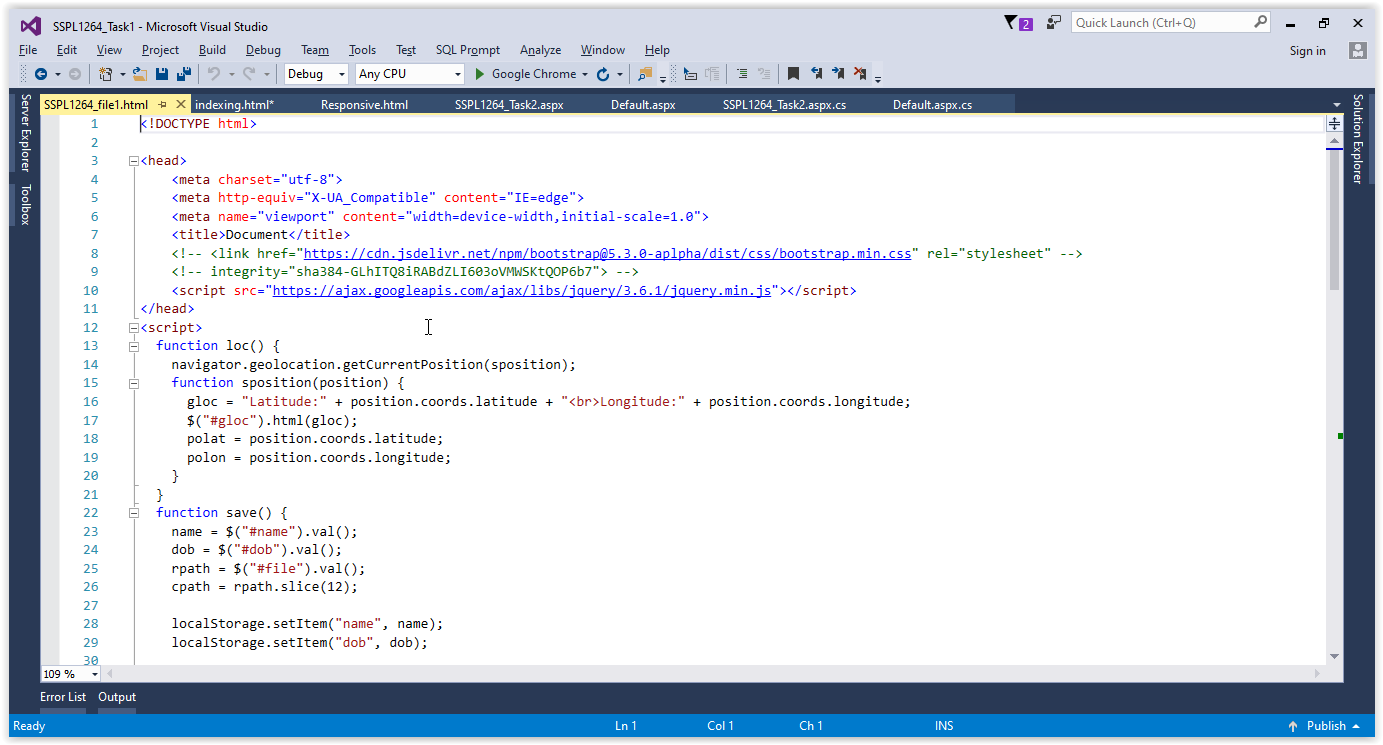 SSPL1264_Task1 - Microsoft Visual Studio
2
Quick Launch (Ctrl+Q)
File Edit View Project Build Debug Team Tools Test SQL Prompt Analyze Window Help
Sign in
Debug Any CPU Google Chrome
Server Explorer
Toolbox
Solution Explorer
SSPL1264_file1.html indexing.html* Responsive.html SSPL1264_Task2.aspx Default.aspx SSPL1264_Task2.aspx.cs Default.aspx.cs
1 <!DOCTYPE html>
2
3 <head>
4 <meta charset="utf-8">
5 <meta http-equiv="X-UA_Compatible" content="IE=edge">
6 <meta name="viewport" content="width=device-width,initial-scale=1.0">
7 <title>Document</title>
8 <!-- <link href="https://cdn.jsdelivr.net/npm/bootstrap@5.3.0-aplpha/dist/css/bootstrap.min.css" rel="stylesheet" -->
9 <!-- integrity="sha384-GLhITQ8iRABdZLI603oVMWSKtQOP6b7"> -->
10 <script src="https://ajax.googleapis.com/ajax/libs/jquery/3.6.1/jquery.min.js"></script>
11 </head>
12 <script>
13 function loc() {
14 navigator.geolocation.getCurrentPosition(sposition);
15 function sposition(position) {
16 gloc = "Latitude:" + position.coords.latitude + "<br>Longitude:" + position.coords.longitude;
17 $("#gloc").html(gloc);
18 polat = position.coords.latitude;
19 polon = position.coords.longitude;
20 }
21 }
22 function save() {
23 name = $("#name").val();
24 dob = $("#dob").val();
25 rpath = $("#file").val();
26 cpath = rpath.slice(12);
27
28 localStorage.setItem("name", name);
29 localStorage.setItem("dob", dob);
30
109 %
Error List Output
Ready Ln 1 Col 1 Ch 1 INS Publish